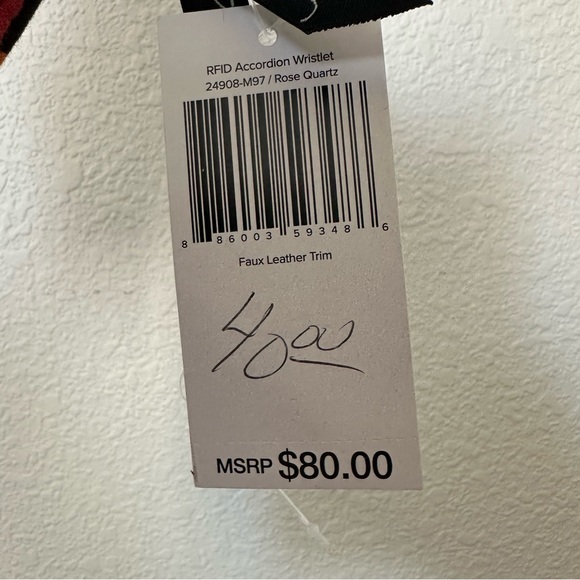 RFID Accordion Wristlet
24908-M97 / Rose Quartz
8 86003 59348 6
Faux Leather Trim
40.00
MSRP $80.00